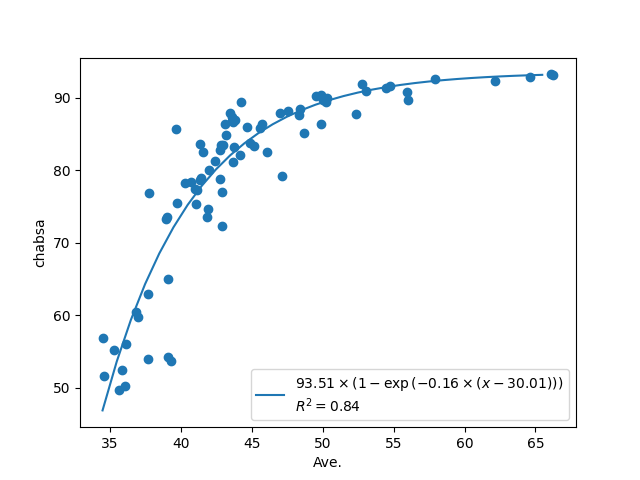 90
80
70
60
50
chabsa
35 40 45 50 55 60 65
Ave.
93.51 × (1 − exp (−0.16 × (x − 30.01)))
R² = 0.84